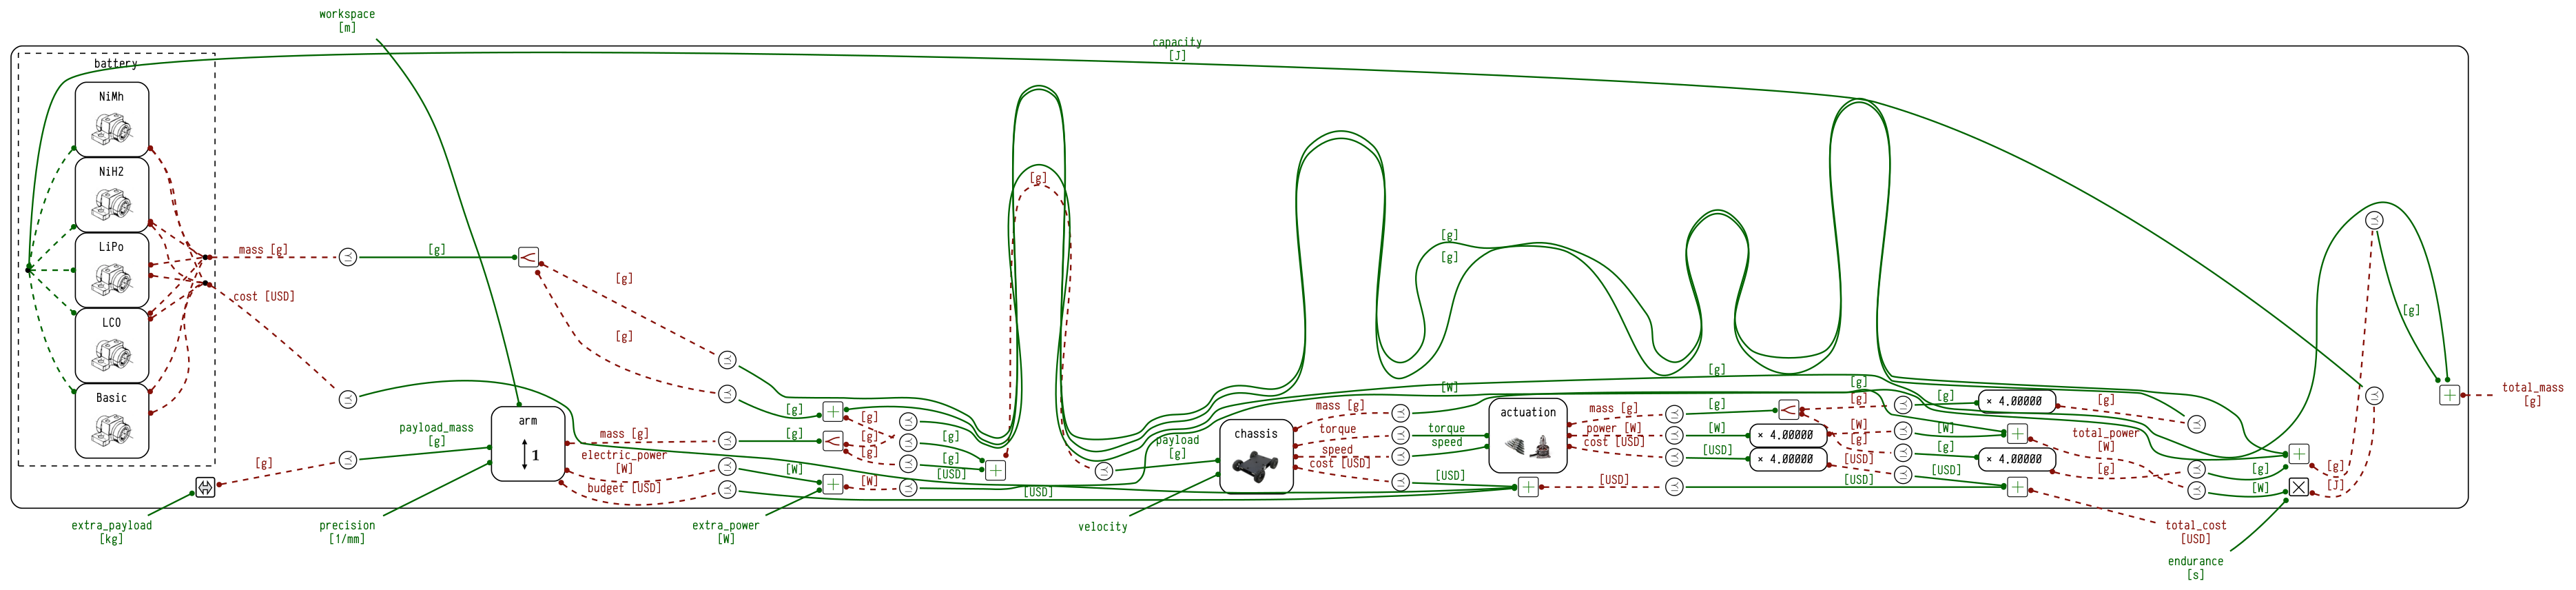 workspace
[m]
capacity
[J]
battery
NiMh
NiH2
LiPo
LCO
Basic
mass [g]
cost [USD]
[g]
[g]
[g]
[g]
extra_payload
[kg]
payload_mass
[g]
precision
[1/mm]
arm
1
mass [g]
electric_power
[W]
budget [USD]
[g]
[g]
[W]
extra_power
[W]
[g]
[g]
[g]
[W]
[g]
[g]
[USD]
[g]
[USD]
velocity
payload
[g]
chassis
mass [g]
torque
speed
cost [USD]
[g]
[g]
[W]
torque
speed
[USD]
actuation
mass [g]
power [W]
cost [USD]
[USD]
[g]
[g]
[W]
[USD]
× 4.00000
× 4.00000
[g]
[g]
[W]
[g]
[USD]
[USD]
[g]
[W]
[g]
[USD]
× 4.00000
× 4.00000
[g]
total_power
[W]
[g]
total_cost
[USD]
[g]
[W]
endurance
[s]
[g]
[J]
[g]
total_mass
[g]